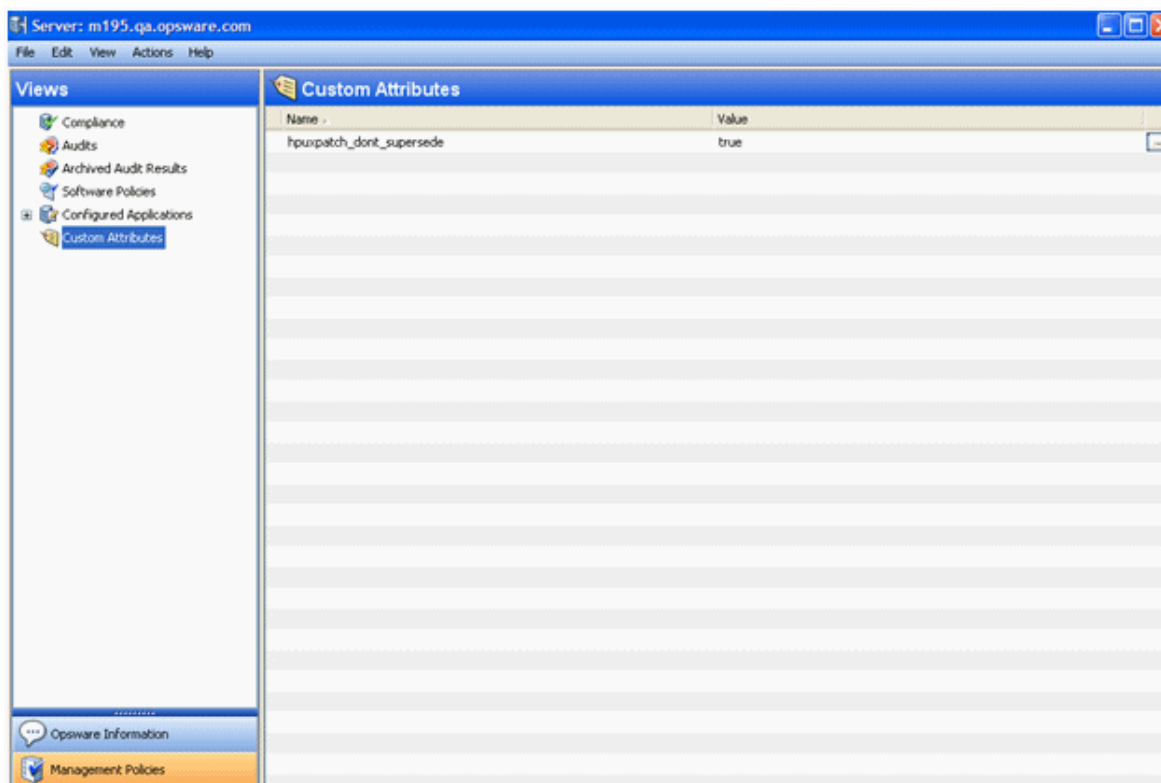 Server: m195.qa.opsware.com
File Edit View Actions Help
Views
Compliance
Audits
Archived Audit Results
Software Policies
Configured Applications
Custom Attributes
Opsware Information
Management Policies
Custom Attributes
Name Value
hpuxpatch_dont_supersede true
...